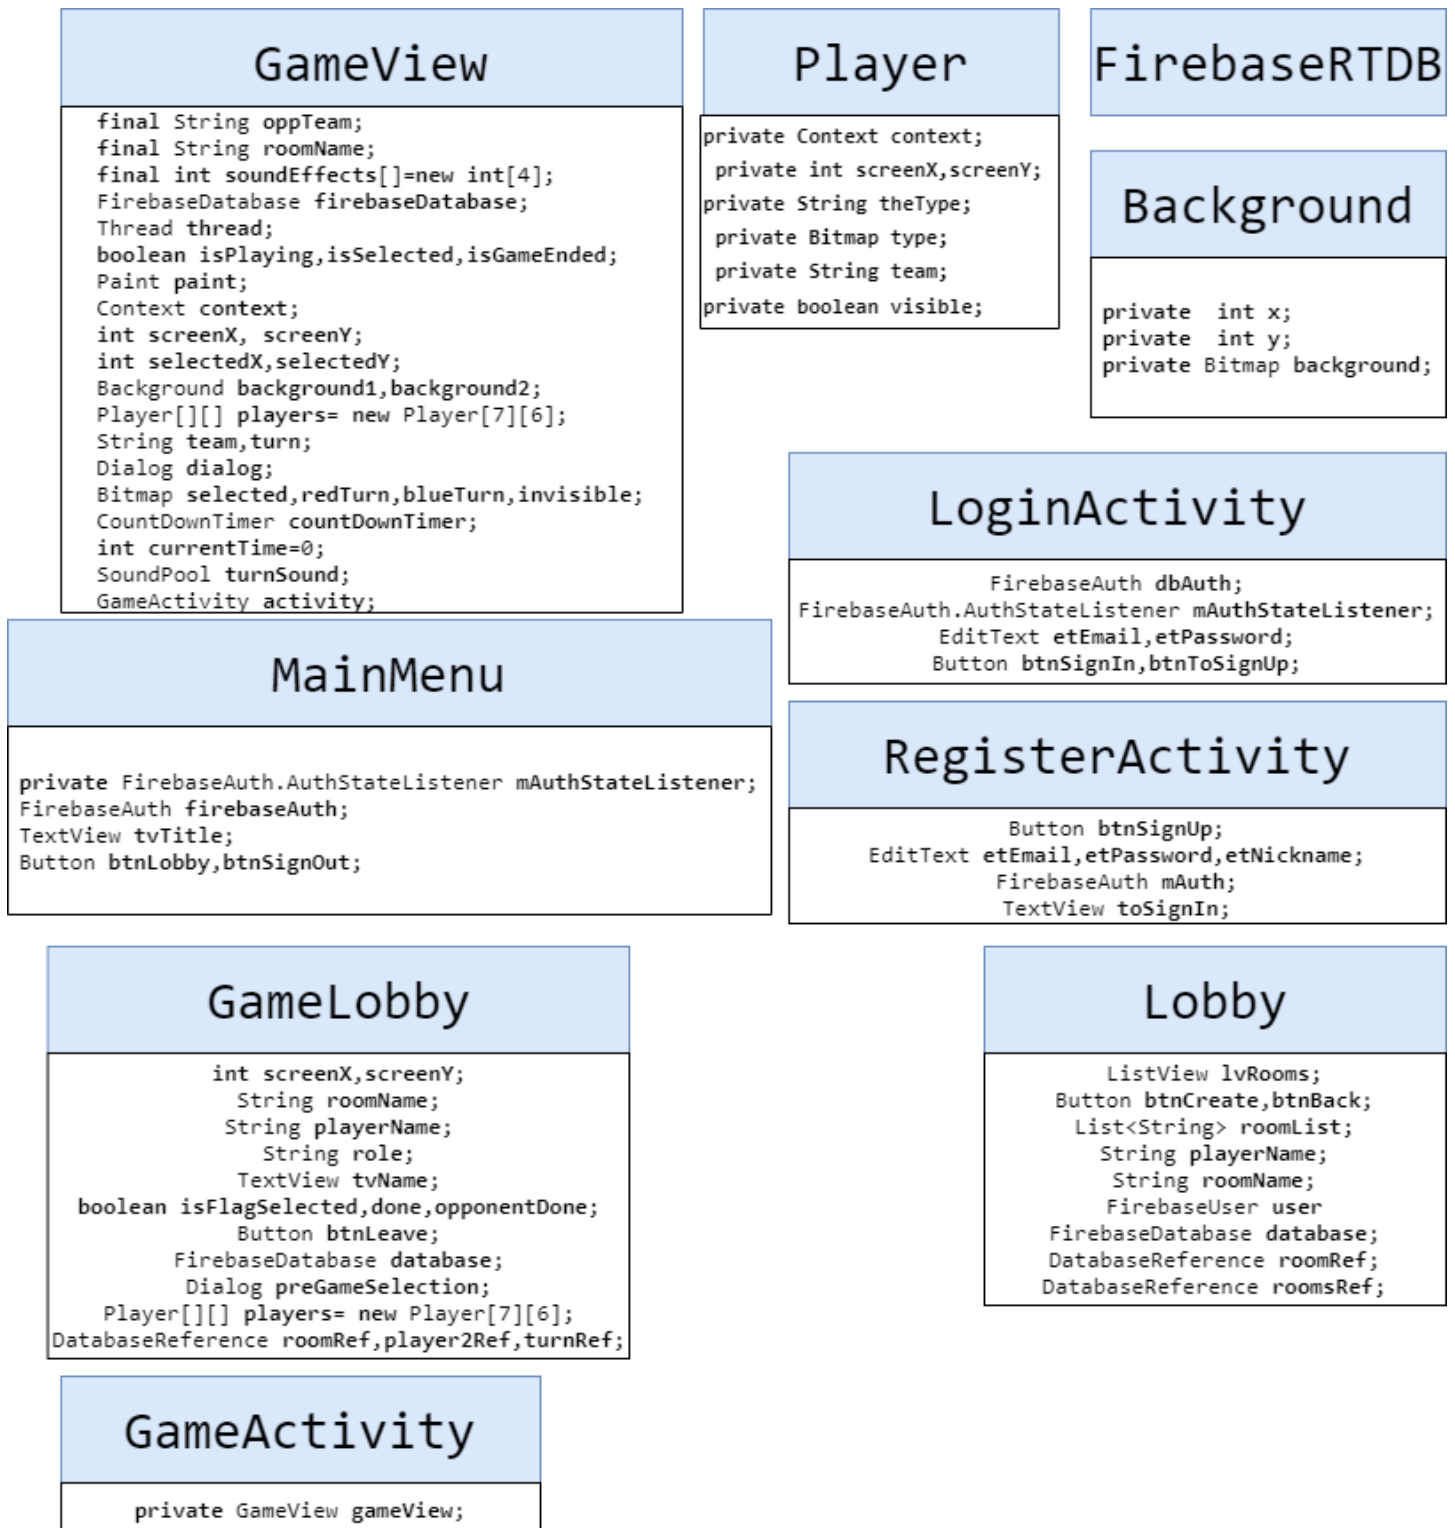 GameView
final String oppTeam;
final String roomName;
final int soundEffects[]=new int[4];
FirebaseDatabase firebaseDatabase;
Thread thread;
boolean isPlaying,isSelected,isGameEnded;
Paint paint;
Context context;
int screenX, screenY;
int selectedX,selectedY;
Background background1,background2;
Player[][] players= new Player[7][6];
String team,turn;
Dialog dialog;
Bitmap selected,redTurn,blueTurn,invisible;
CountDownTimer countDownTimer;
int currentTime=0;
SoundPool turnSound;
GameActivity activity;
Player
private Context context;
private int screenX,screenY;
private String theType;
private Bitmap type;
private String team;
private boolean visible;
FirebaseRTDB
Background
private  int x;
private  int y;
private Bitmap background;
LoginActivity
FirebaseAuth dbAuth;
FirebaseAuth.AuthStateListener mAuthStateListener;
EditText etEmail,etPassword;
Button btnSignIn,btnToSignUp;
MainMenu
private FirebaseAuth.AuthStateListener mAuthStateListener;
FirebaseAuth firebaseAuth;
TextView tvTitle;
Button btnLobby,btnSignOut;
RegisterActivity
Button btnSignUp;
EditText etEmail,etPassword,etNickname;
FirebaseAuth mAuth;
TextView toSignIn;
GameLobby
int screenX,screenY;
String roomName;
String playerName;
String role;
TextView tvName;
boolean isFlagSelected,done,opponentDone;
Button btnLeave;
FirebaseDatabase database;
Dialog preGameSelection;
Player[][] players= new Player[7][6];
DatabaseReference roomRef,player2Ref,turnRef;
Lobby
ListView lvRooms;
Button btnCreate,btnBack;
List<String> roomList;
String playerName;
String roomName;
FirebaseUser user
FirebaseDatabase database;
DatabaseReference roomRef;
DatabaseReference roomsRef;
GameActivity
private GameView gameView;